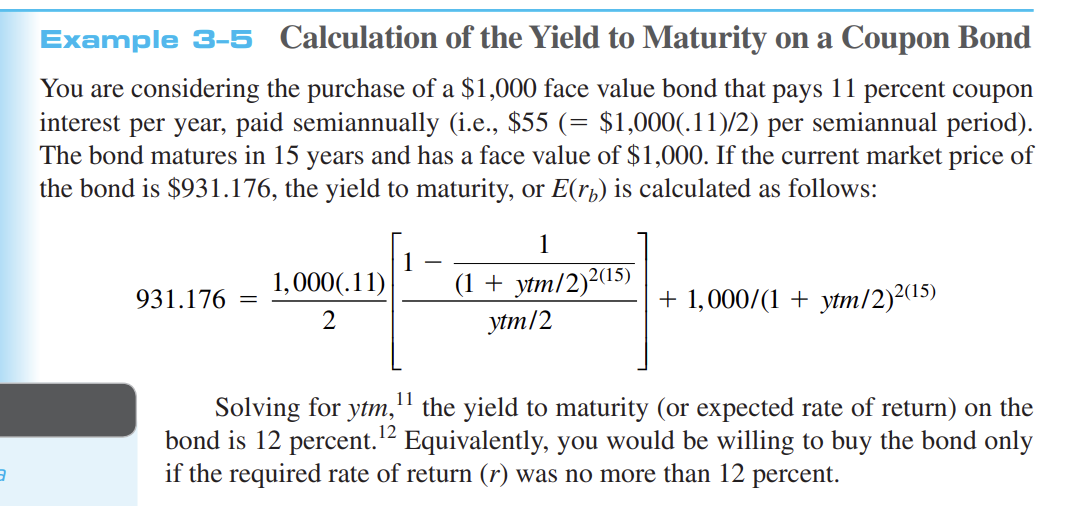 Example 3-5 Calculation of the Yield to Maturity on a Coupon Bond
You are considering the purchase of a $1,000 face value bond that pays 11 percent coupon
interest per year, paid semiannually (i.e., $55 (= $1,000(.11)/2) per semiannual period).
The bond matures in 15 years and has a face value of $1,000. If the current market price of
the bond is $931.176, the yield to maturity, or E(r_b) is calculated as follows:
931.176 = 1,000(.11)/2 [ (1 − 1/(1 + ytm/2)^2(15)) / (ytm/2) ] + 1,000/(1 + ytm/2)^2(15)
Solving for ytm,¹¹ the yield to maturity (or expected rate of return) on the
bond is 12 percent.¹² Equivalently, you would be willing to buy the bond only
if the required rate of return (r) was no more than 12 percent.